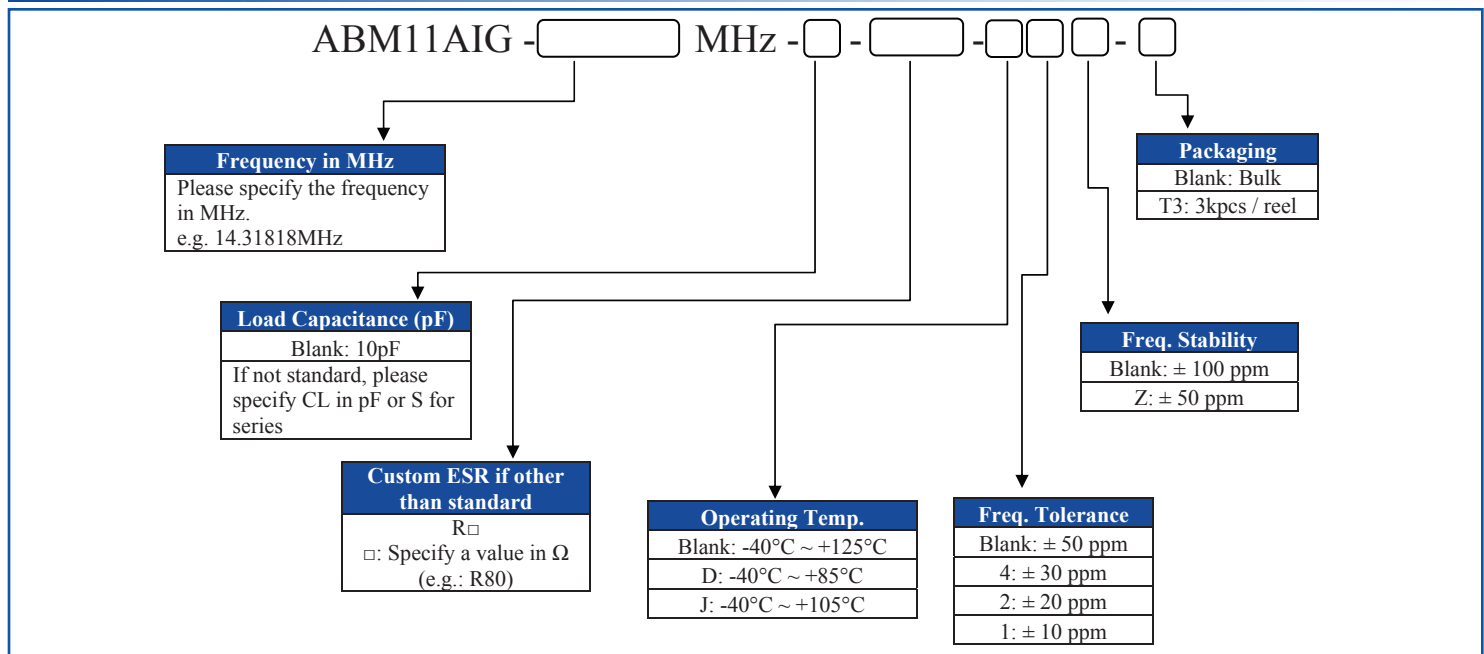 ABM11AIG - MHz - - - -
Frequency in MHz
Please specify the frequency
in MHz.
e.g. 14.31818MHz
Packaging
Blank: Bulk
T3: 3kpcs / reel
Load Capacitance (pF)
Blank: 10pF
If not standard, please
specify CL in pF or S for
series
Freq. Stability
Blank: ± 100 ppm
Z: ± 50 ppm
Custom ESR if other
than standard
R□
□: Specify a value in Ω
(e.g.: R80)
Operating Temp.
Blank: -40°C ~ +125°C
D: -40°C ~ +85°C
J: -40°C ~ +105°C
Freq. Tolerance
Blank: ± 50 ppm
4: ± 30 ppm
2: ± 20 ppm
1: ± 10 ppm